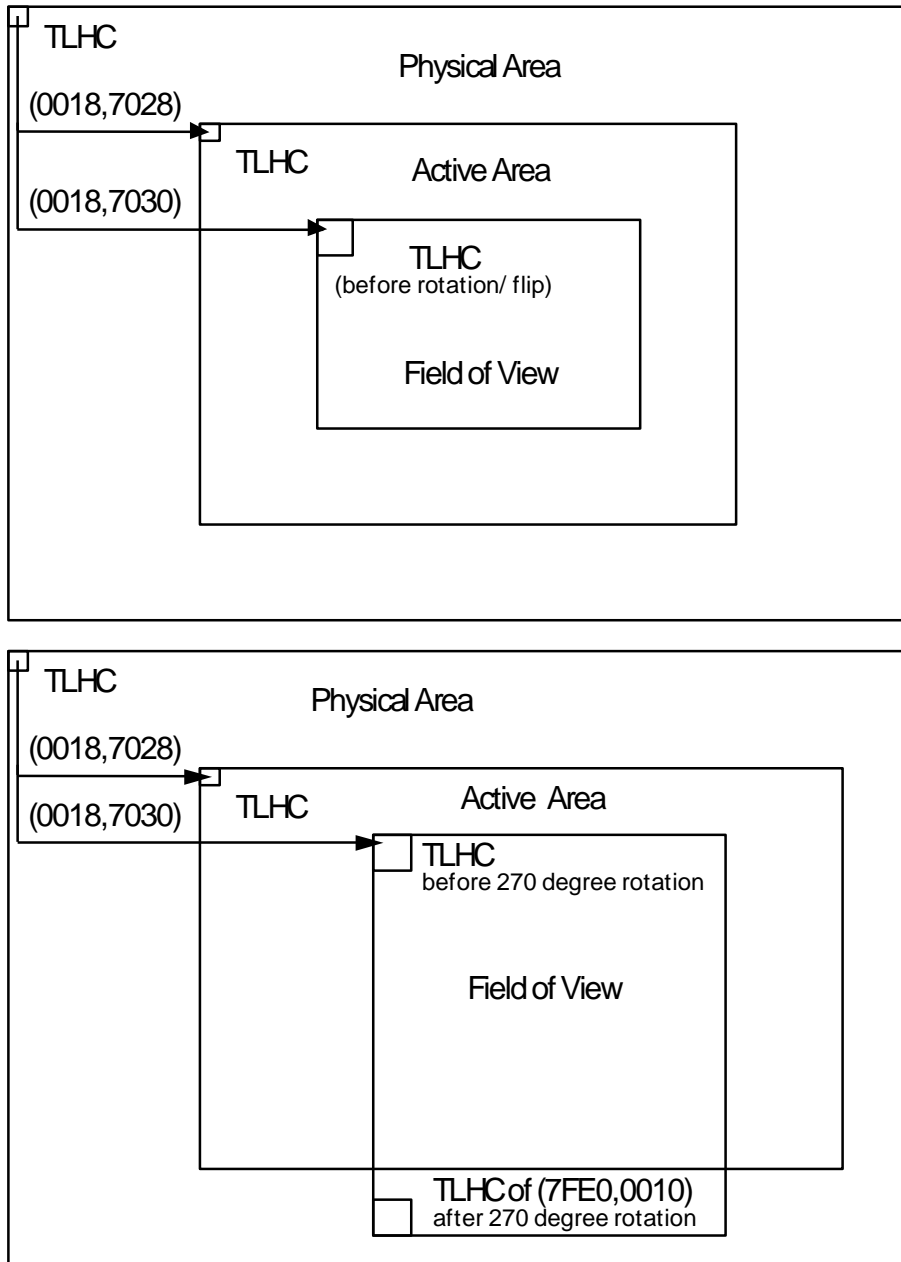 TLHC
Physical Area
(0018,7028)
TLHC
Active Area
(0018,7030)
TLHC
(before rotation/ flip)
Field of View
TLHC
Physical Area
(0018,7028)
Active Area
TLHC
(0018,7030)
TLHC
before 270 degree rotation
Field of View
TLHC of (7FE0,0010)
after 270 degree rotation